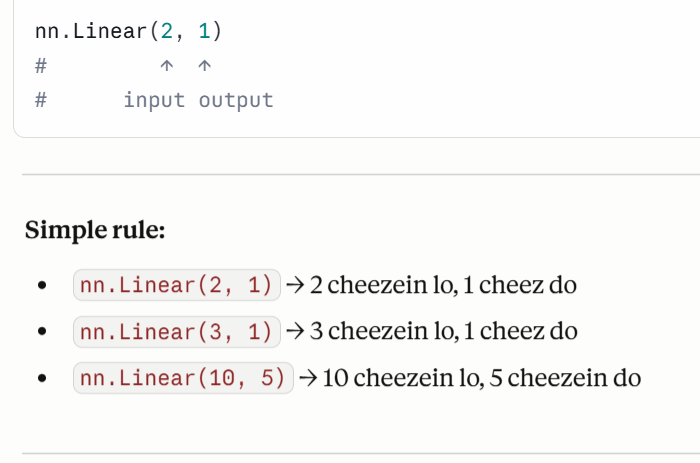 nn.Linear(2, 1)
#         ↑  ↑
#      input output
Simple rule:
• nn.Linear(2, 1) → 2 cheezein lo, 1 cheez do
• nn.Linear(3, 1) → 3 cheezein lo, 1 cheez do
• nn.Linear(10, 5) → 10 cheezein lo, 5 cheezein do